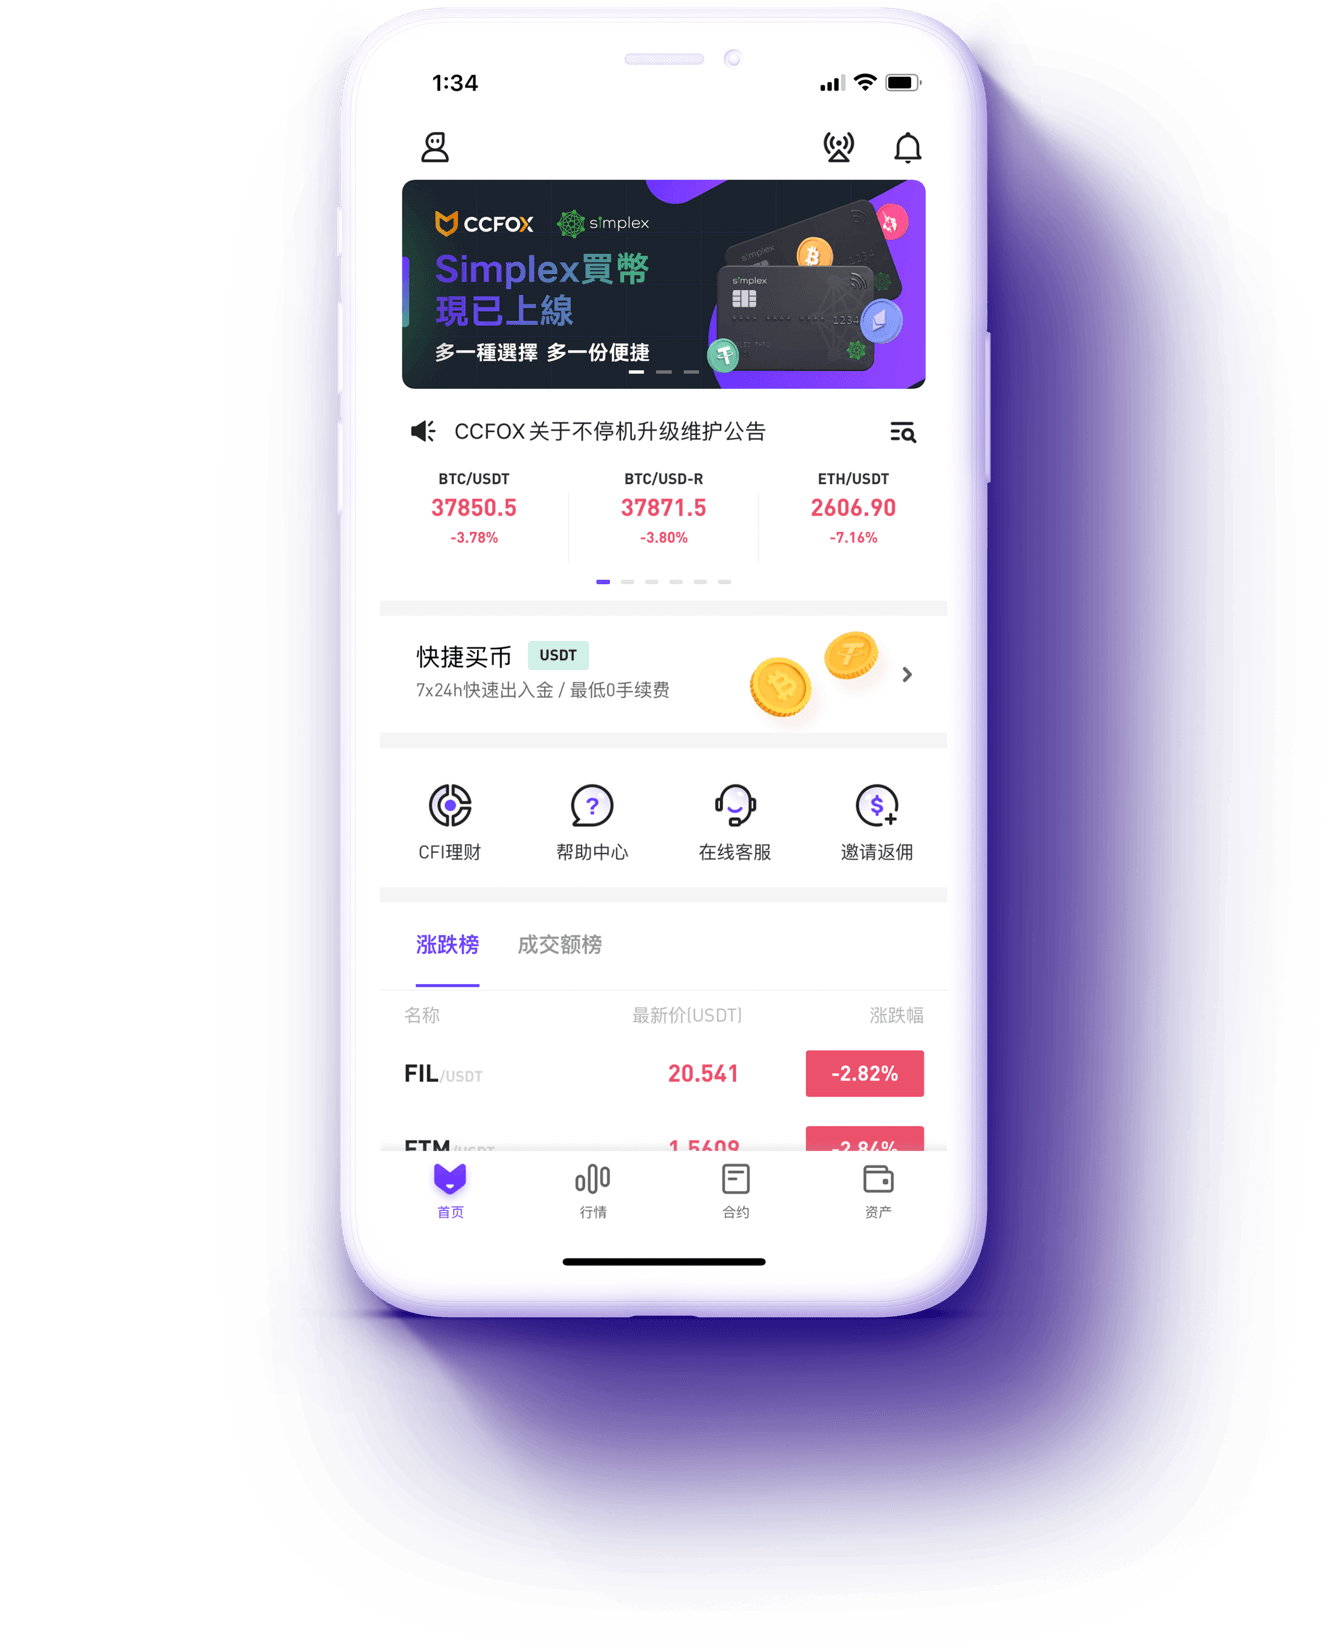 1:34
CCFOX simplex
Simplex買幣
現已上線
多一種選擇 多一份便捷
simplex
simplex
1234
CCFOX关于不停机升级维护公告
BTC/USDT BTC/USD-R ETH/USDT
37850.5 37871.5 2606.90
-3.78% -3.80% -7.16%
快捷买币 USDT
7x24h快速出入金 / 最低0手续费
CFI理财 帮助中心 在线客服 邀请返佣
涨跌榜 成交额榜
名称 最新价(USDT) 涨跌幅
FIL/USDT 20.541 -2.82%
FTM/USDT 1.5609 -2.84%
首页 行情 合约 资产